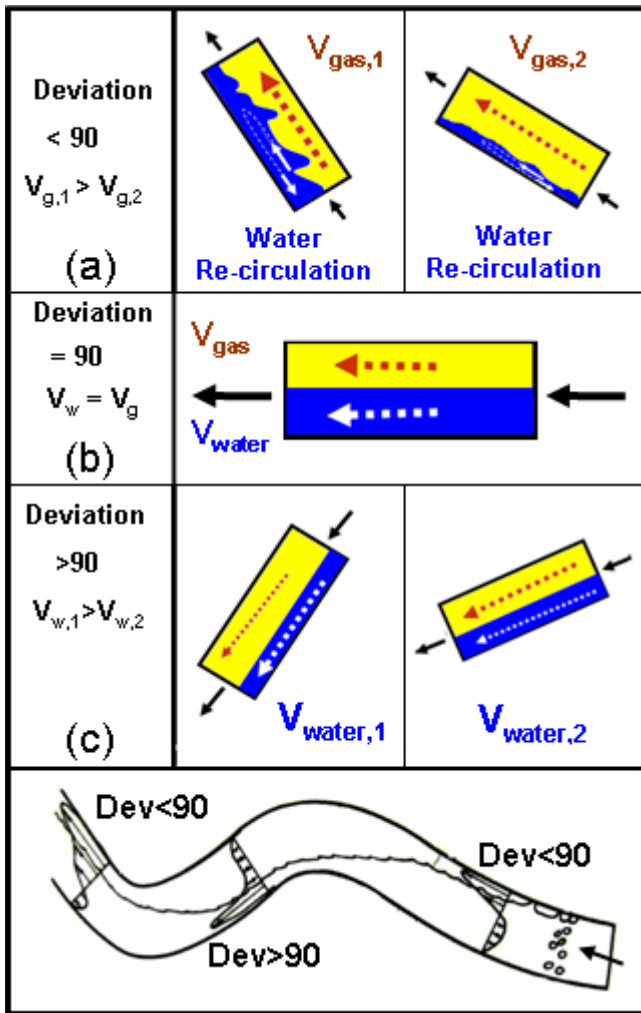 Deviation
< 90
Vg,1 > Vg,2
(a)
Vgas,1
Water
Re-circulation
Vgas,2
Water
Re-circulation
Deviation
= 90
Vw = Vg
(b)
Vgas
Vwater
Deviation
>90
Vw,1>Vw,2
(c)
Vwater,1
Vwater,2
Dev<90
Dev<90
Dev>90